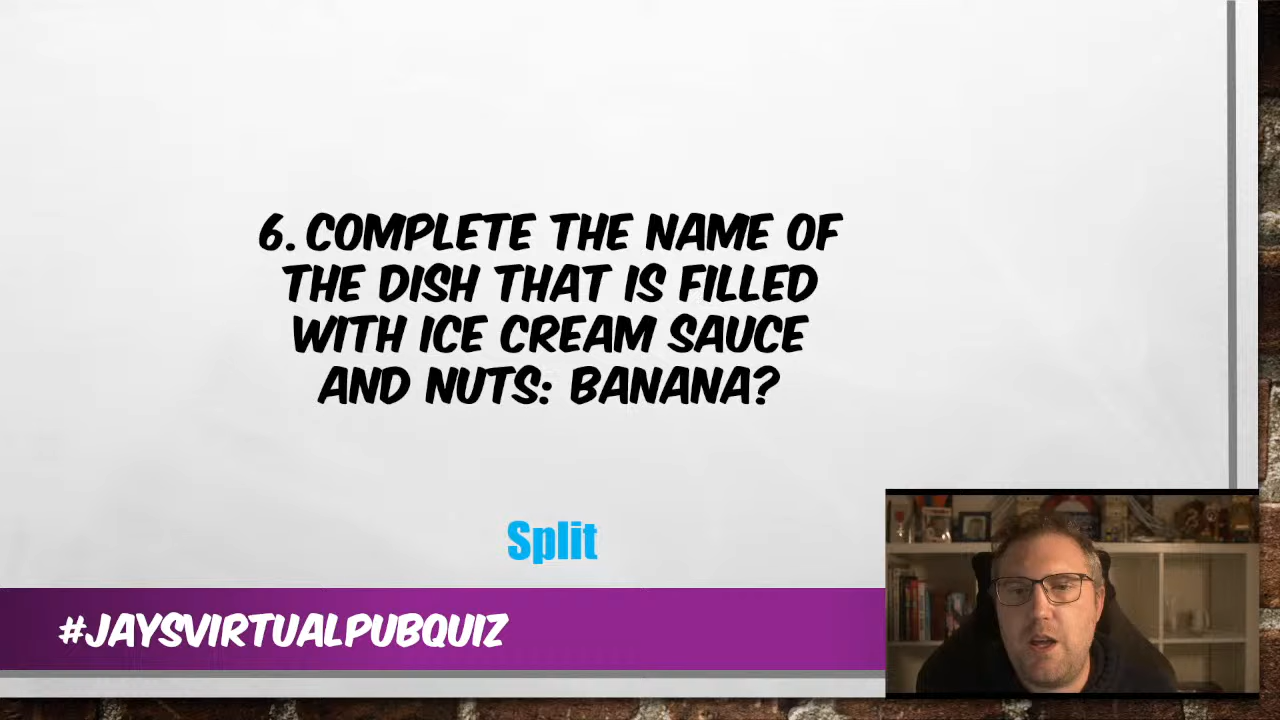 6. COMPLETE THE NAME OF
THE DISH THAT IS FILLED
WITH ICE CREAM SAUCE
AND NUTS: BANANA?
Split
#JAYSVIRTUALPUBQUIZ